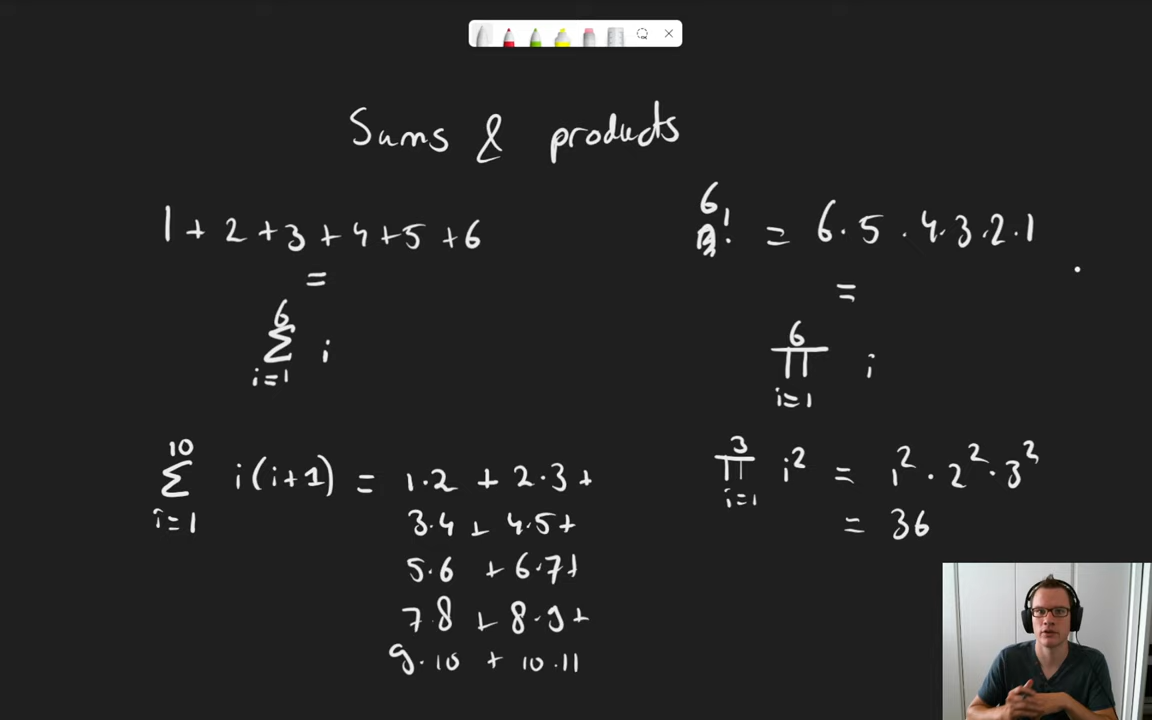 Sums & products
1 + 2 + 3 + 4 + 5 + 6
=
6
Σ i
i=1
6! = 6 · 5 · 4 · 3 · 2 · 1
=
6
∏ i
i=1
10
Σ i(i+1) = 1·2 + 2·3 +
i=1
3·4 + 4·5 +
5·6 + 6·7 +
7·8 + 8·9 +
9·10 + 10·11
3
∏ i² = 1² · 2² · 3²
i=1
= 36